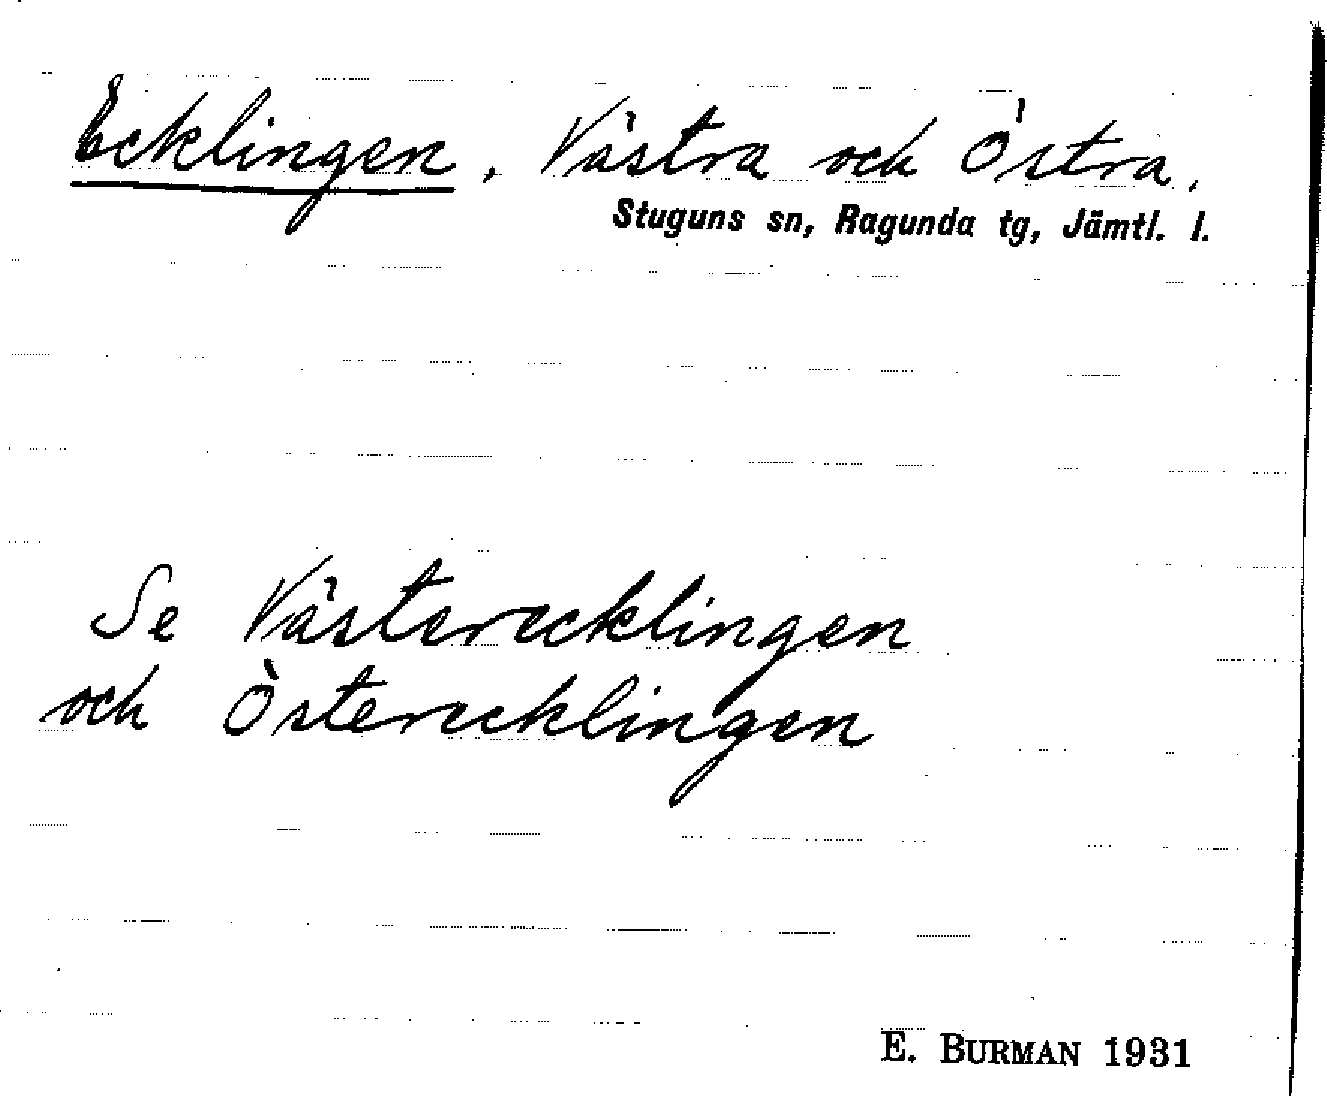 Ecklingen, Västra och Östra.
Stuguns sn, Ragunda tg, Jämtl. l.
Se Västerecklingen
och Österecklingen
E. BURMAN 1931